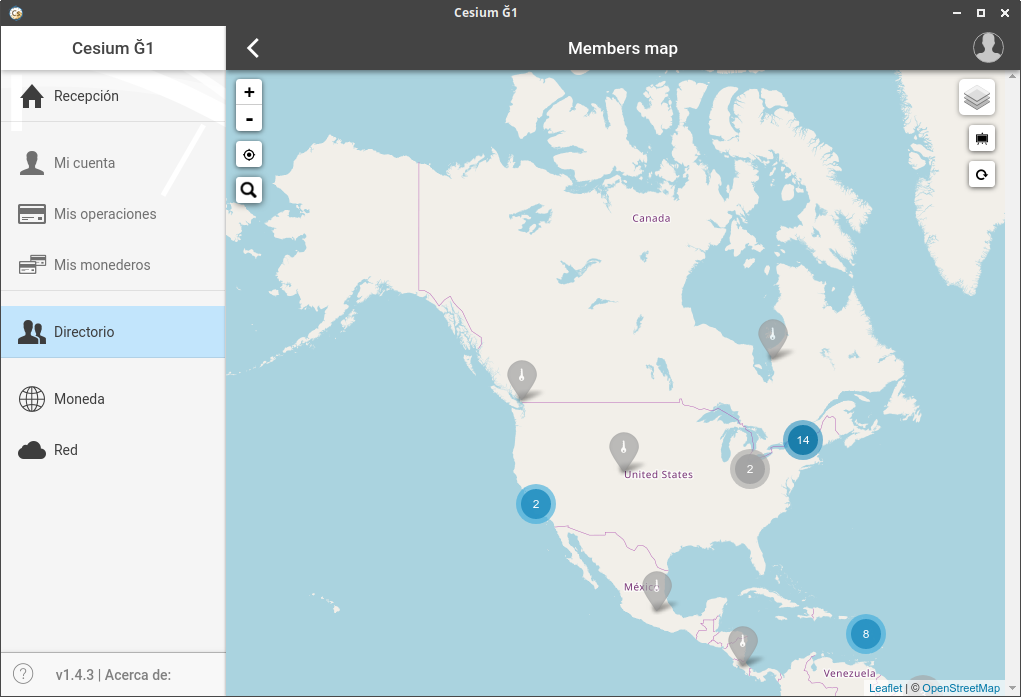 Cesium Ğ1
Cesium Ğ1
Members map
Recepción
Mi cuenta
Mis operaciones
Mis monederos
Directorio
Moneda
Red
? v1.4.3 | Acerca de:
+
-
Canada
14
2
United States
2
8
Venezuela
Leaflet | © OpenStreetMap